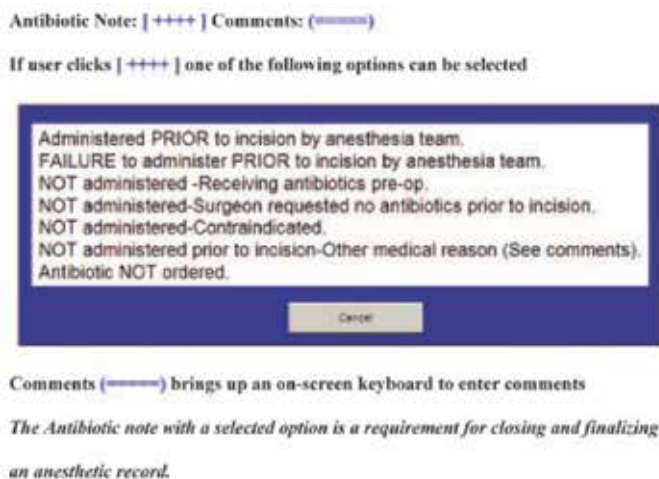 Antibiotic Note: [ ++++ ] Comments: (=====)
If user clicks [ ++++ ] one of the following options can be selected
Administered PRIOR to incision by anesthesia team.
FAILURE to administer PRIOR to incision by anesthesia team.
NOT administered -Receiving antibiotics pre-op.
NOT administered-Surgeon requested no antibiotics prior to incision.
NOT administered-Contraindicated.
NOT administered prior to incision-Other medical reason (See comments).
Antibiotic NOT ordered.
Cancel
Comments (=====) brings up an on-screen keyboard to enter comments
The Antibiotic note with a selected option is a requirement for closing and finalizing
an anesthetic record.